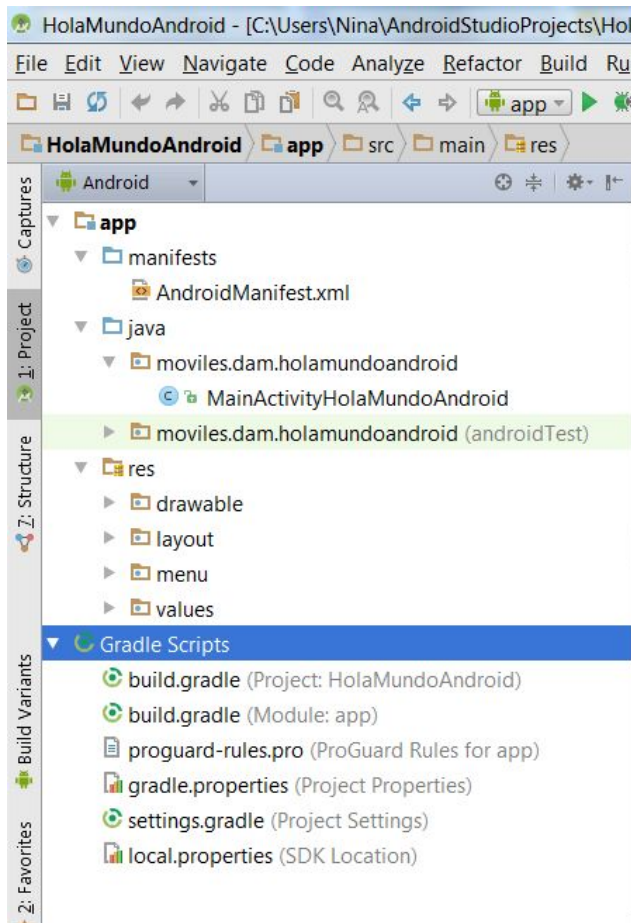 HolaMundoAndroid - [C:\Users\Nina\AndroidStudioProjects\Hol
File Edit View Navigate Code Analyze Refactor Build Ru
app
HolaMundoAndroid app src main res
Captures
1: Project
7: Structure
Build Variants
2: Favorites
Android
app
manifests
AndroidManifest.xml
java
moviles.dam.holamundoandroid
MainActivityHolaMundoAndroid
moviles.dam.holamundoandroid (androidTest)
res
drawable
layout
menu
values
Gradle Scripts
build.gradle (Project: HolaMundoAndroid)
build.gradle (Module: app)
proguard-rules.pro (ProGuard Rules for app)
gradle.properties (Project Properties)
settings.gradle (Project Settings)
local.properties (SDK Location)